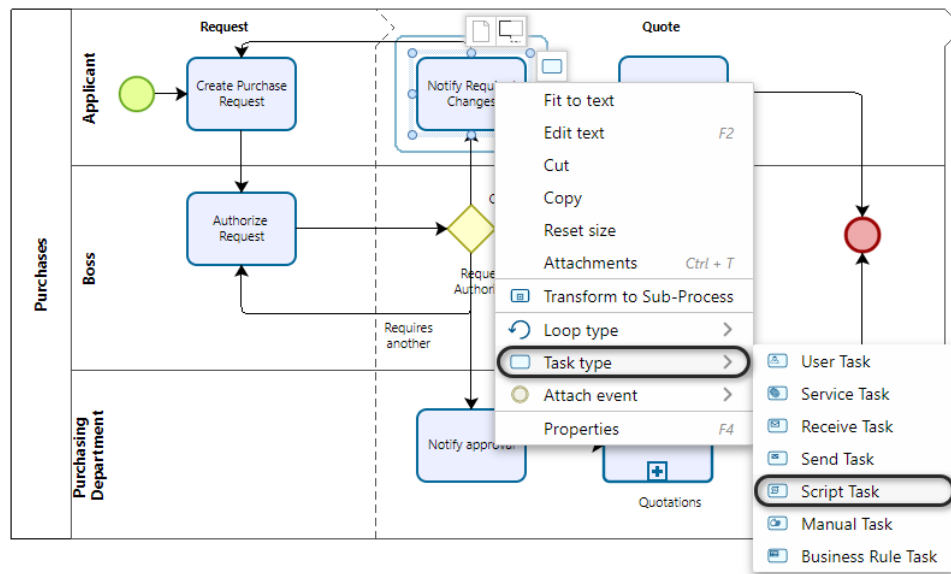 Request
Quote
Purchases
Applicant
Create Purchase
Request
Notify
Changes
Fit to text
Edit text F2
Cut
Copy
Reset size
Attachments Ctrl + T
Transform to Sub-Process
Loop type
Task type
Attach event
Properties F4
Boss
Authorize
Request
Requires
another
User Task
Service Task
Receive Task
Send Task
Script Task
Manual Task
Business Rule Task
Purchasing
Department
Notify
Quotations